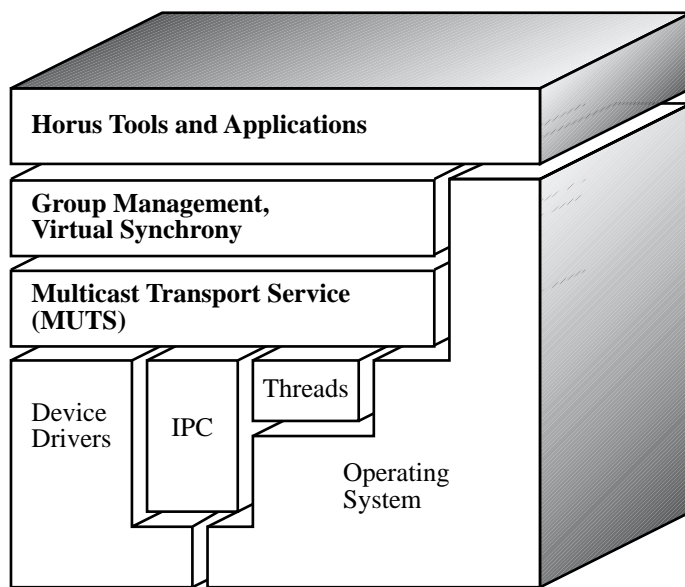 Horus Tools and Applications
Group Management,
Virtual Synchrony
Multicast Transport Service
(MUTS)
Device
Drivers
IPC
Threads
Operating
System